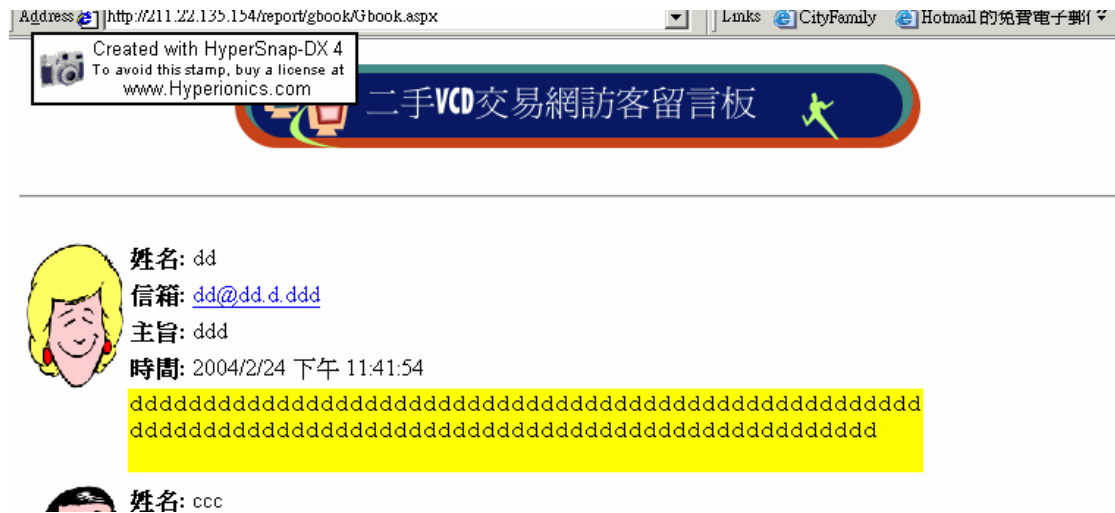 Address http://211.22.135.154/report/gbook/Gbook.aspx Links CityFamily Hotmail 的免費電子郵件
Created with HyperSnap-DX 4
To avoid this stamp, buy a license at
www.Hyperionics.com
二手VCD交易網訪客留言板
姓名: dd
信箱: dd@dd.d.ddd
主旨: ddd
時間: 2004/2/24 下午 11:41:54
dddddddddddddddddddddddddddddddddddddddddddddddddddddd
ddddddddddddddddddddddddddddddddddddddddddddddddddd
姓名: ccc